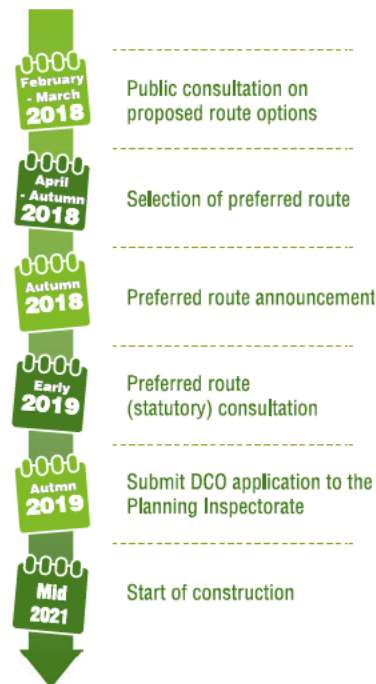 February
- March
2018
Public consultation on
proposed route options
April
- Autumn
2018
Selection of preferred route
Autumn
2018
Preferred route announcement
Early
2019
Preferred route
(statutory) consultation
Autmn
2019
Submit DCO application to the
Planning Inspectorate
Mid
2021
Start of construction